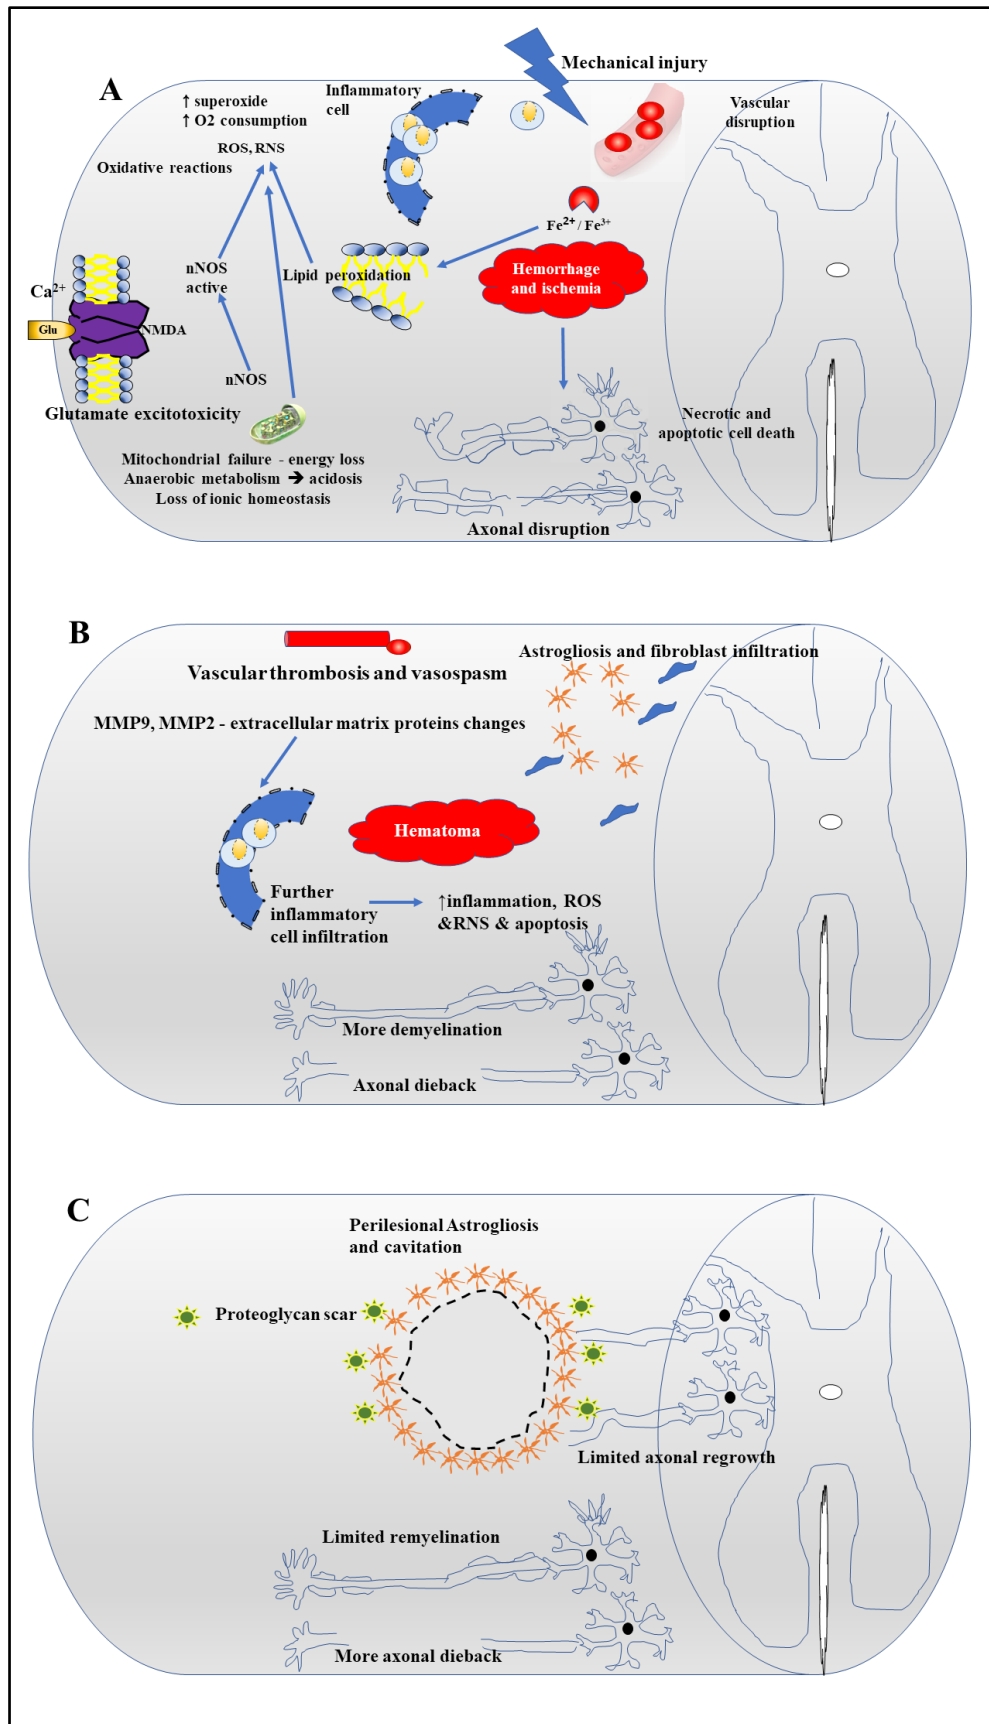 A
Mechanical injury
↑ superoxide
↑ O2 consumption
Inflammatory
cell
Vascular
disruption
ROS, RNS
Oxidative reactions
Fe²⁺ / Fe³⁺
nNOS
active
Lipid peroxidation
Hemorrhage
and ischemia
Ca²⁺
Glu
NMDA
nNOS
Glutamate excitotoxicity
Necrotic and
apoptotic cell death
Mitochondrial failure - energy loss
Anaerobic metabolism ➔ acidosis
Loss of ionic homeostasis
Axonal disruption
B
Vascular thrombosis and vasospasm
Astrogliosis and fibroblast infiltration
MMP9, MMP2 - extracellular matrix proteins changes
Hematoma
Further
inflammatory
cell infiltration
↑inflammation, ROS
&RNS & apoptosis
More demyelination
Axonal dieback
C
Perilesional Astrogliosis
and cavitation
Proteoglycan scar
Limited axonal regrowth
Limited remyelination
More axonal dieback